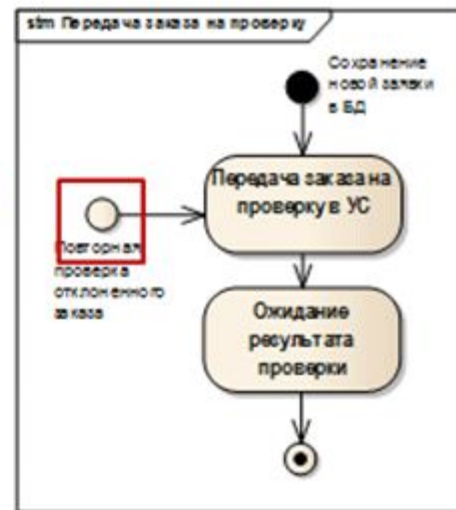 stm Передача заказа на проверку
Сохранение
новой заявки
в БД
Передача заказа на
проверку в УС
Повторная
проверка
отклоненного
заказа
Ожидание
результата
проверки